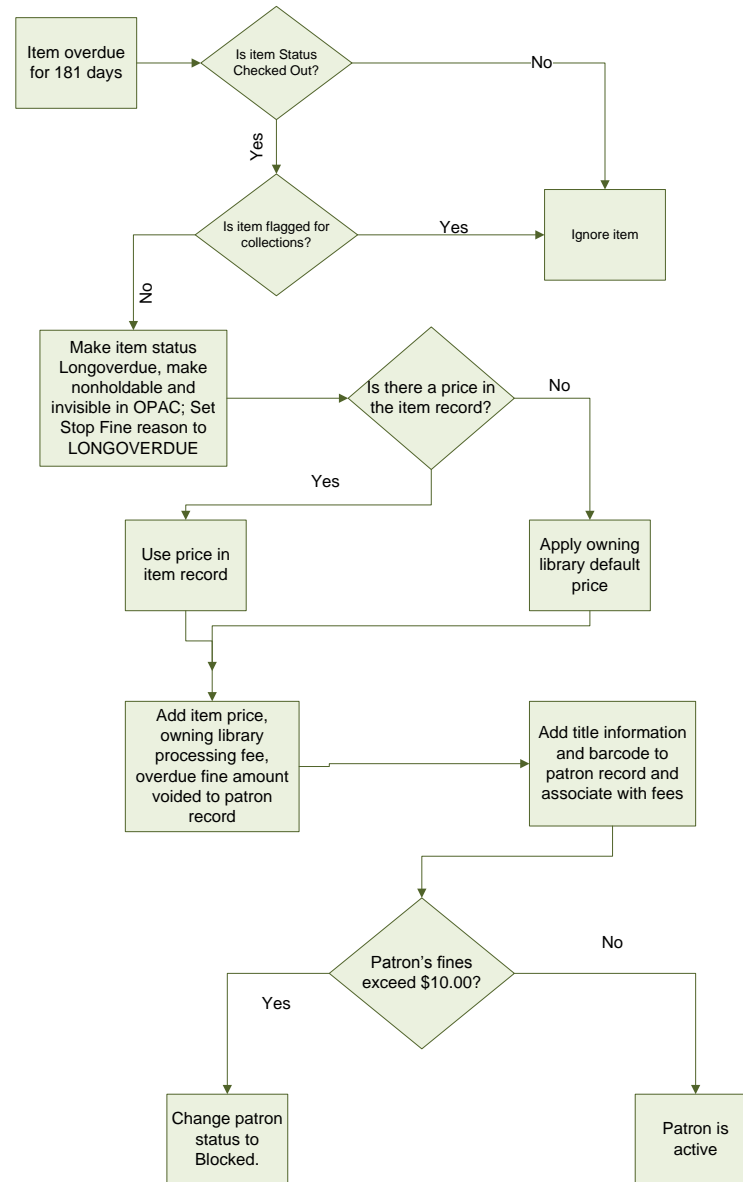 Item overdue
for 181 days
Is item Status
Checked Out?
No
Yes
Is item flagged for
collections?
Yes
Ignore item
No
Make item status
Longoverdue, make
nonholdable and
invisible in OPAC; Set
Stop Fine reason to
LONGOVERDUE
Is there a price in
the item record?
No
Yes
Use price in
item record
Apply owning
library default
price
Add item price,
owning library
processing fee,
overdue fine amount
voided to patron
record
Add title information
and barcode to
patron record and
associate with fees
Patron’s fines
exceed $10.00?
No
Yes
Change patron
status to
Blocked.
Patron is
active